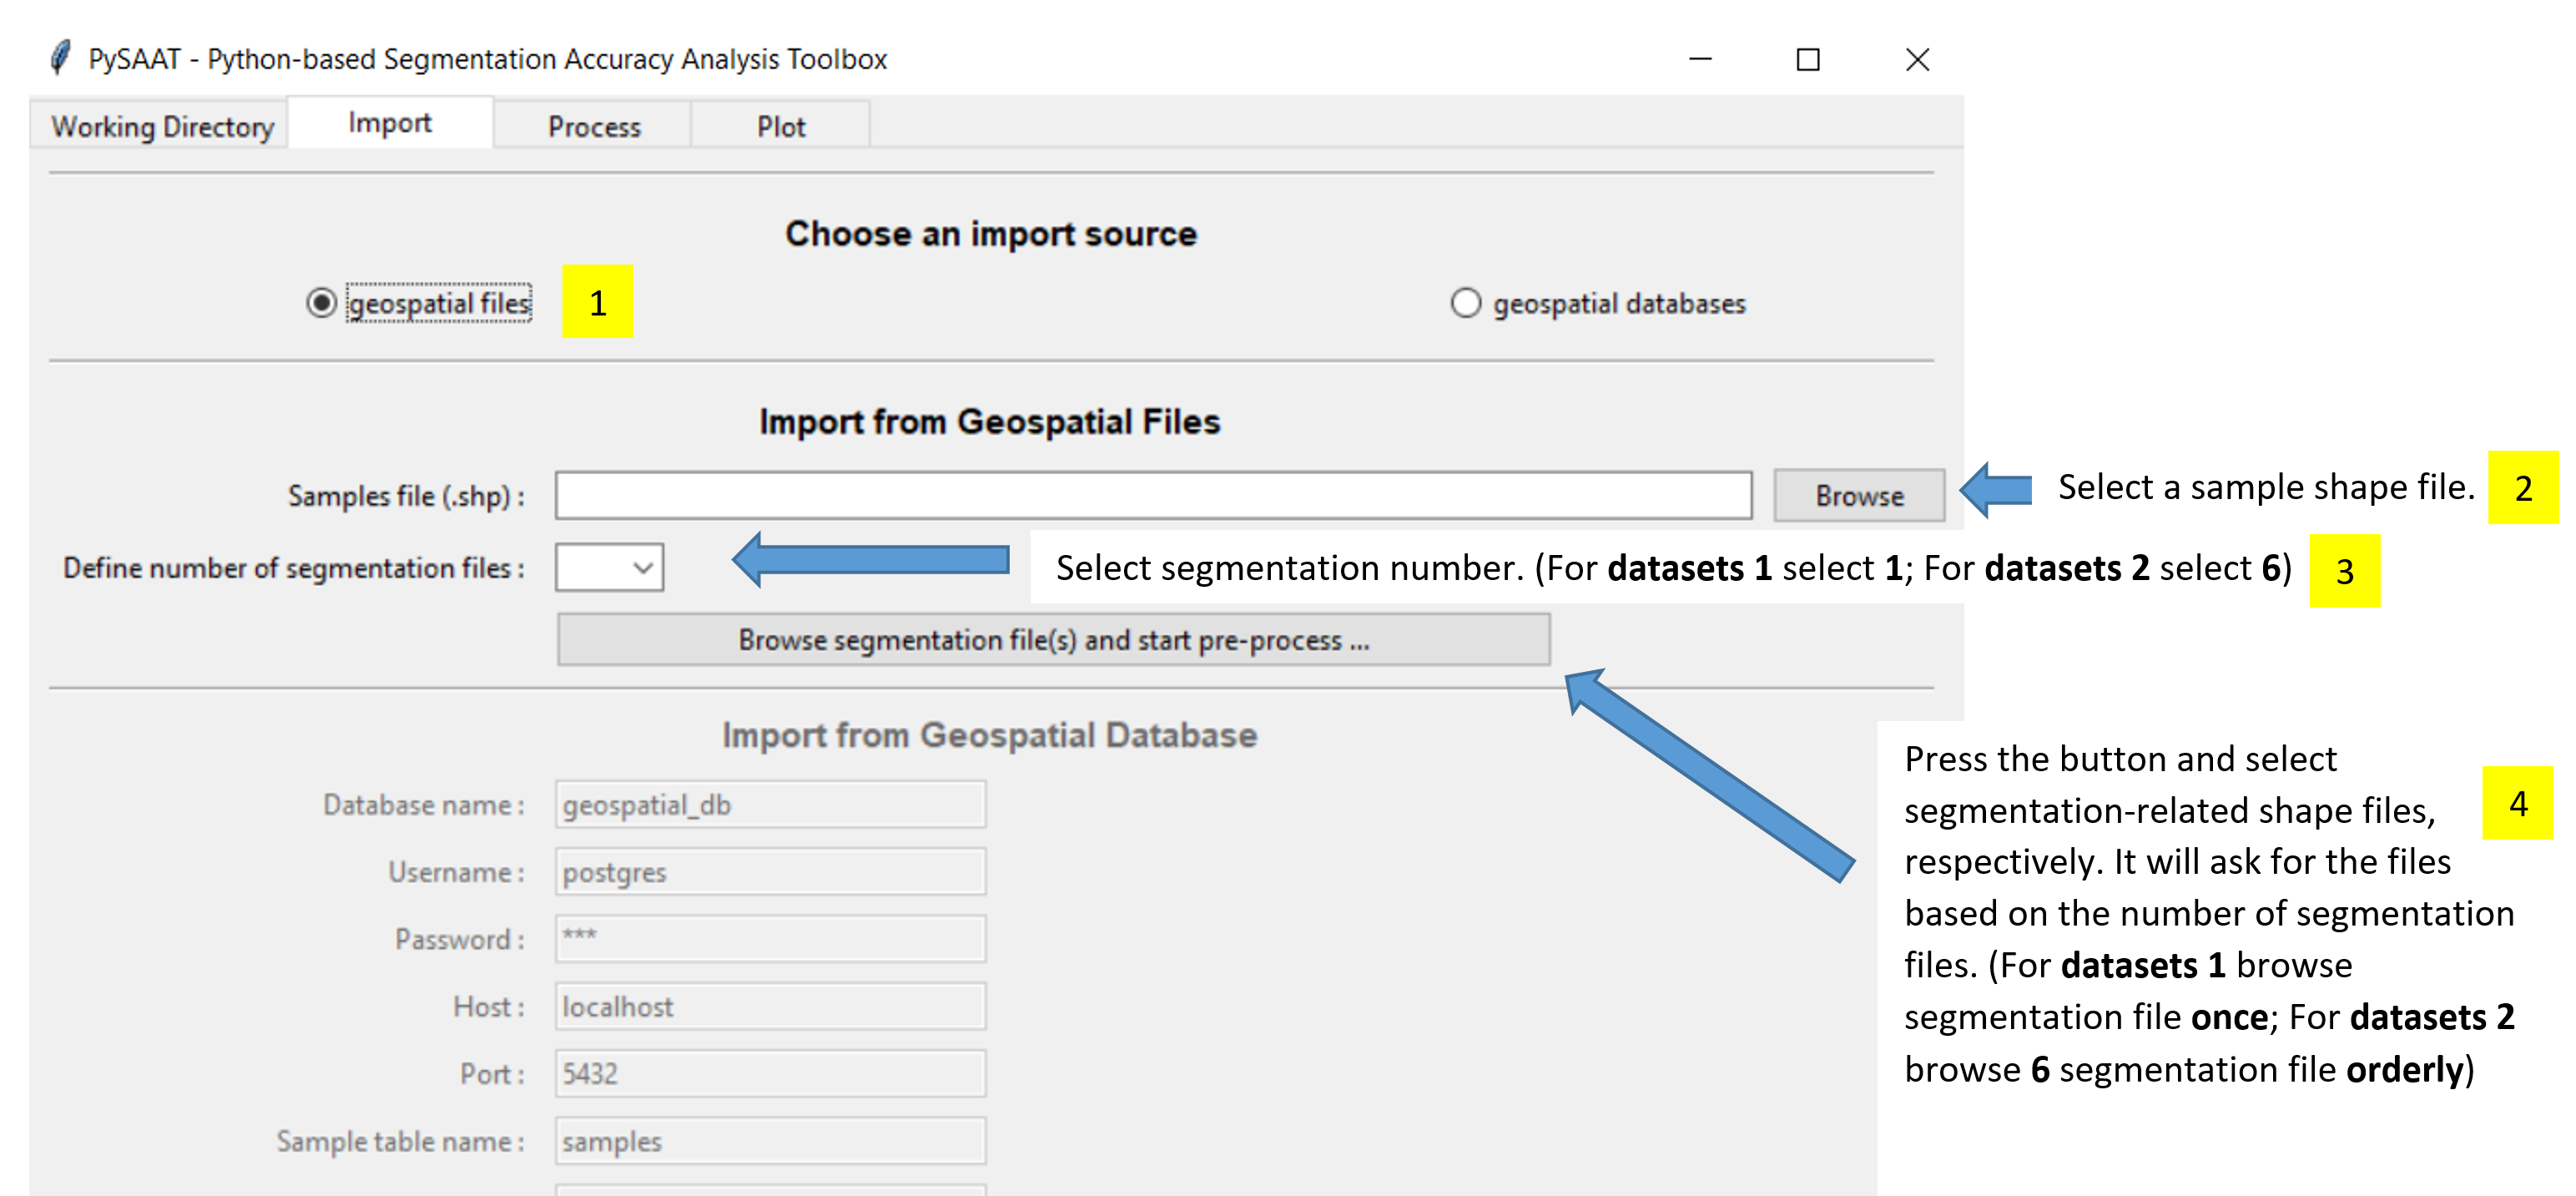 PySAAT - Python-based Segmentation Accuracy Analysis Toolbox
Working Directory
Import
Process
Plot
Choose an import source
geospatial files
1
geospatial databases
Import from Geospatial Files
Samples file (.shp) :
Browse
Select a sample shape file.
2
Define number of segmentation files :
Select segmentation number. (For datasets 1 select 1; For datasets 2 select 6)
3
Browse segmentation file(s) and start pre-process ...
Import from Geospatial Database
Database name :
geospatial_db
Username :
postgres
Password :
***
Host :
localhost
Port :
5432
Sample table name :
samples
Press the button and select
segmentation-related shape files,
respectively. It will ask for the files
based on the number of segmentation
files. (For datasets 1 browse
segmentation file once; For datasets 2
browse 6 segmentation file orderly)
4